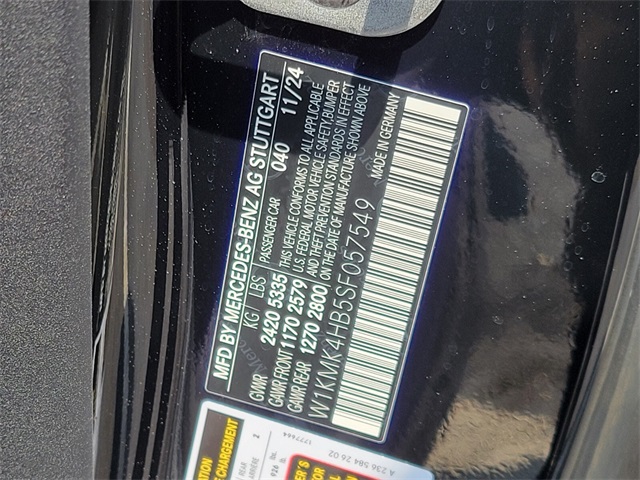 MFD BY MERCEDES-BENZ AG STUTTGART
KG LBS PASSENGER CAR 040 11/24
GVWR 2420 5335
GAWR FRONT 1170 2579
GAWR REAR 1270 2800
THIS VEHICLE CONFORMS TO ALL APPLICABLE
U.S. FEDERAL MOTOR VEHICLE SAFETY, BUMPER
AND THEFT PREVENTION STANDARDS IN EFFECT
ON THE DATE OF MANUFACTURE SHOWN ABOVE
W1KMK4HB5SF057549
MADE IN GERMANY
CHARGEMENT
A 236 584 26 02